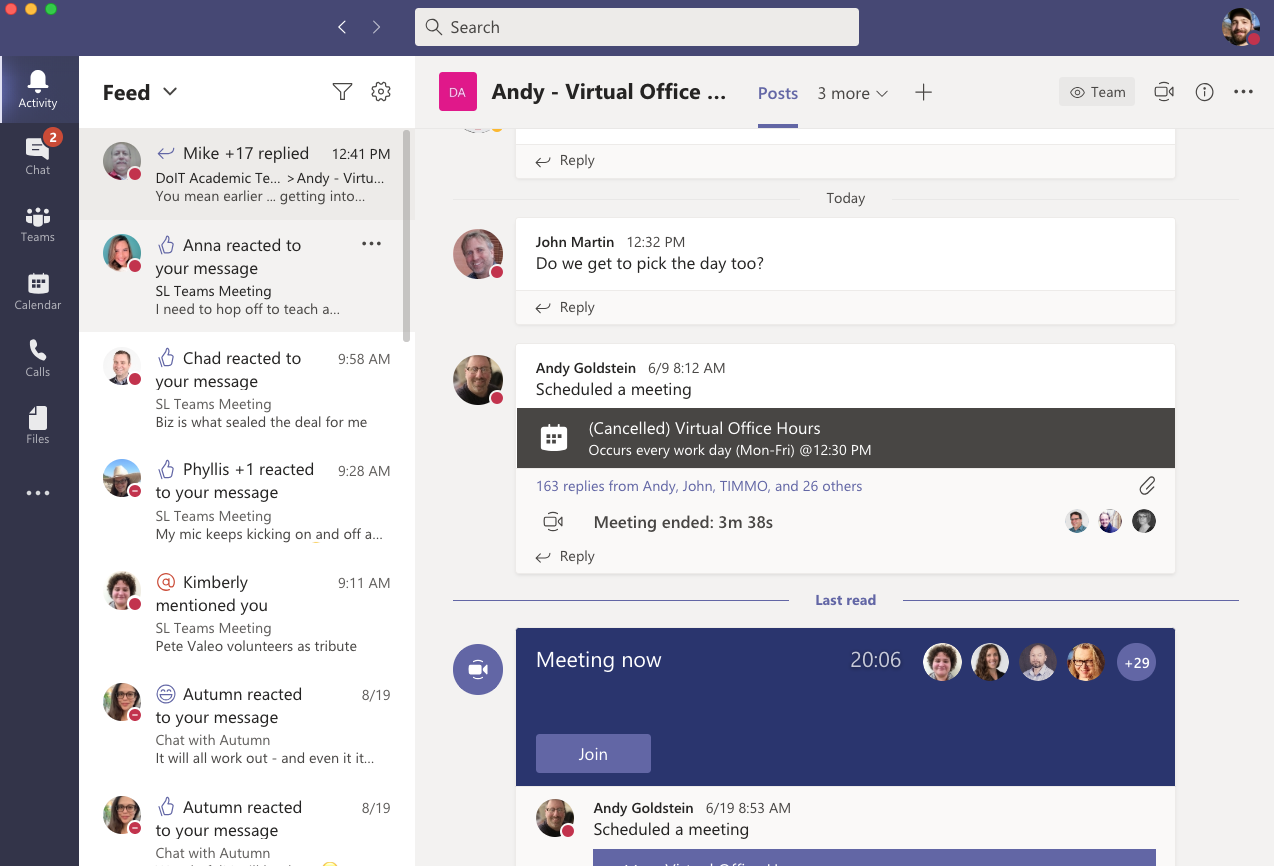 Search
Activity
2
Chat
Teams
Calendar
Calls
Files
Feed
Mike +17 replied 12:41 PM
DoIT Academic Te... >Andy - Virtu...
You mean earlier ... getting into...
Anna reacted to
your message
SL Teams Meeting
I need to hop off to teach a...
Chad reacted to 9:58 AM
your message
SL Teams Meeting
Biz is what sealed the deal for me
Phyllis +1 reacted 9:28 AM
to your message
SL Teams Meeting
My mic keeps kicking on and off a...
Kimberly 9:11 AM
mentioned you
SL Teams Meeting
Pete Valeo volunteers as tribute
Autumn reacted 8/19
to your message
Chat with Autumn
It will all work out - and even it it...
Autumn reacted 8/19
to your message
Chat with Autumn
DA Andy - Virtual Office ... Posts 3 more Team
Reply
Today
John Martin 12:32 PM
Do we get to pick the day too?
Reply
Andy Goldstein 6/9 8:12 AM
Scheduled a meeting
(Cancelled) Virtual Office Hours
Occurs every work day (Mon-Fri) @12:30 PM
163 replies from Andy, John, TIMMO, and 26 others
Meeting ended: 3m 38s
Reply
Last read
Meeting now 20:06 +29
Join
Andy Goldstein 6/19 8:53 AM
Scheduled a meeting